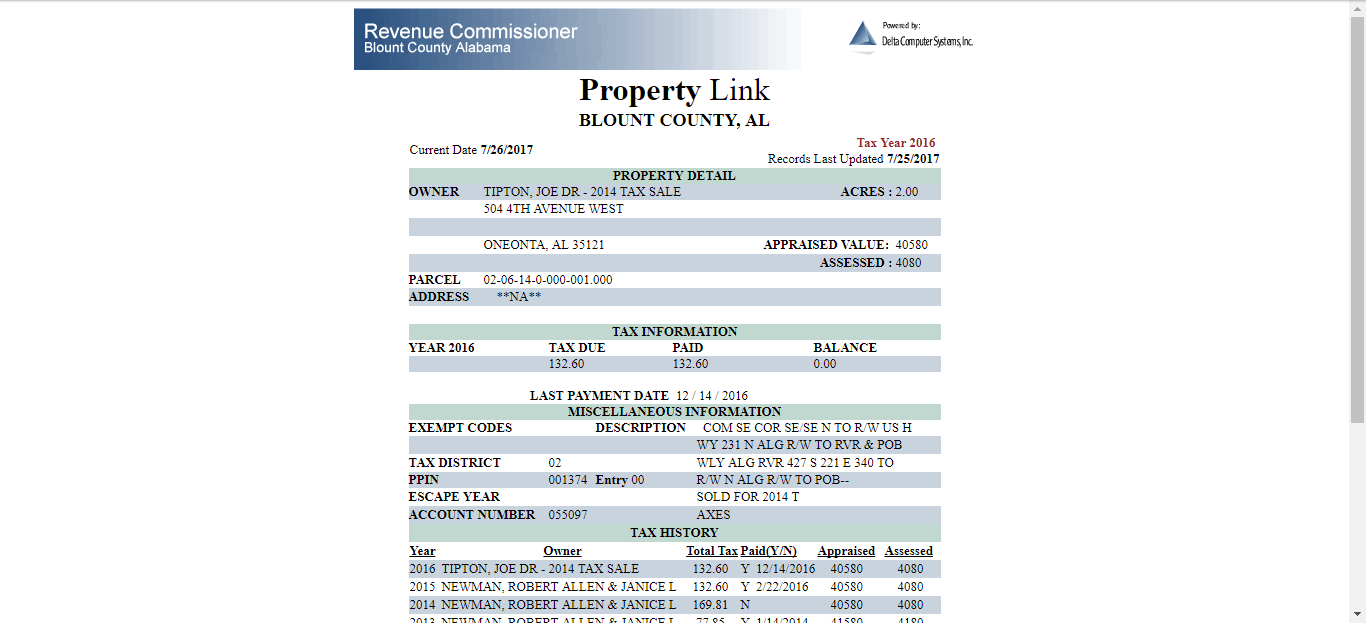 Revenue Commissioner
Blount County Alabama
Powered by:
Delta Computer Systems, Inc.
Property Link
BLOUNT COUNTY, AL
Tax Year 2016
Current Date 7/26/2017
Records Last Updated 7/25/2017
PROPERTY DETAIL
OWNER TIPTON, JOE DR - 2014 TAX SALE ACRES : 2.00
504 4TH AVENUE WEST
ONEONTA, AL 35121 APPRAISED VALUE: 40580
ASSESSED : 4080
PARCEL 02-06-14-0-000-001.000
ADDRESS **NA**
TAX INFORMATION
YEAR 2016 TAX DUE PAID BALANCE
132.60 132.60 0.00
LAST PAYMENT DATE 12 / 14 / 2016
MISCELLANEOUS INFORMATION
EXEMPT CODES DESCRIPTION COM SE COR SE/SE N TO R/W US H
WY 231 N ALG R/W TO RVR & POB
TAX DISTRICT 02 WLY ALG RVR 427 S 221 E 340 TO
PPIN 001374 Entry 00 R/W N ALG R/W TO POB--
ESCAPE YEAR SOLD FOR 2014 T
ACCOUNT NUMBER 055097 AXES
TAX HISTORY
Year Owner Total Tax Paid(Y/N) Appraised Assessed
2016 TIPTON, JOE DR - 2014 TAX SALE 132.60 Y 12/14/2016 40580 4080
2015 NEWMAN, ROBERT ALLEN & JANICE L 132.60 Y 2/22/2016 40580 4080
2014 NEWMAN, ROBERT ALLEN & JANICE L 169.81 N 40580 4080
2013 NEWMAN, ROBERT ALLEN & JANICE L 77.85 Y 1/14/2014 41580 4180